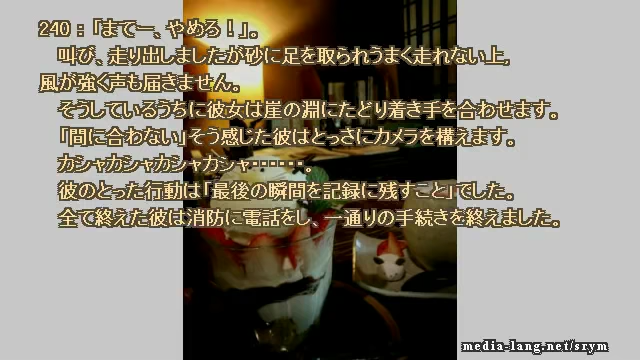 240：「まてー、やめろ！」。
叫び、走り出しましたが砂に足を取られうまく走れない上,
風が強く声も届きません。
そうしているうちに彼女は崖の淵にたどり着き手を合わせます。
「間に合わない」そう感じた彼はとっさにカメラを構えます。
カシャカシャカシャカシャ‥‥‥。
彼のとった行動は「最後の瞬間を記録に残すこと」でした。
全て終えた彼は消防に電話をし、一通りの手続きを終えました。
media-lang.net/srym